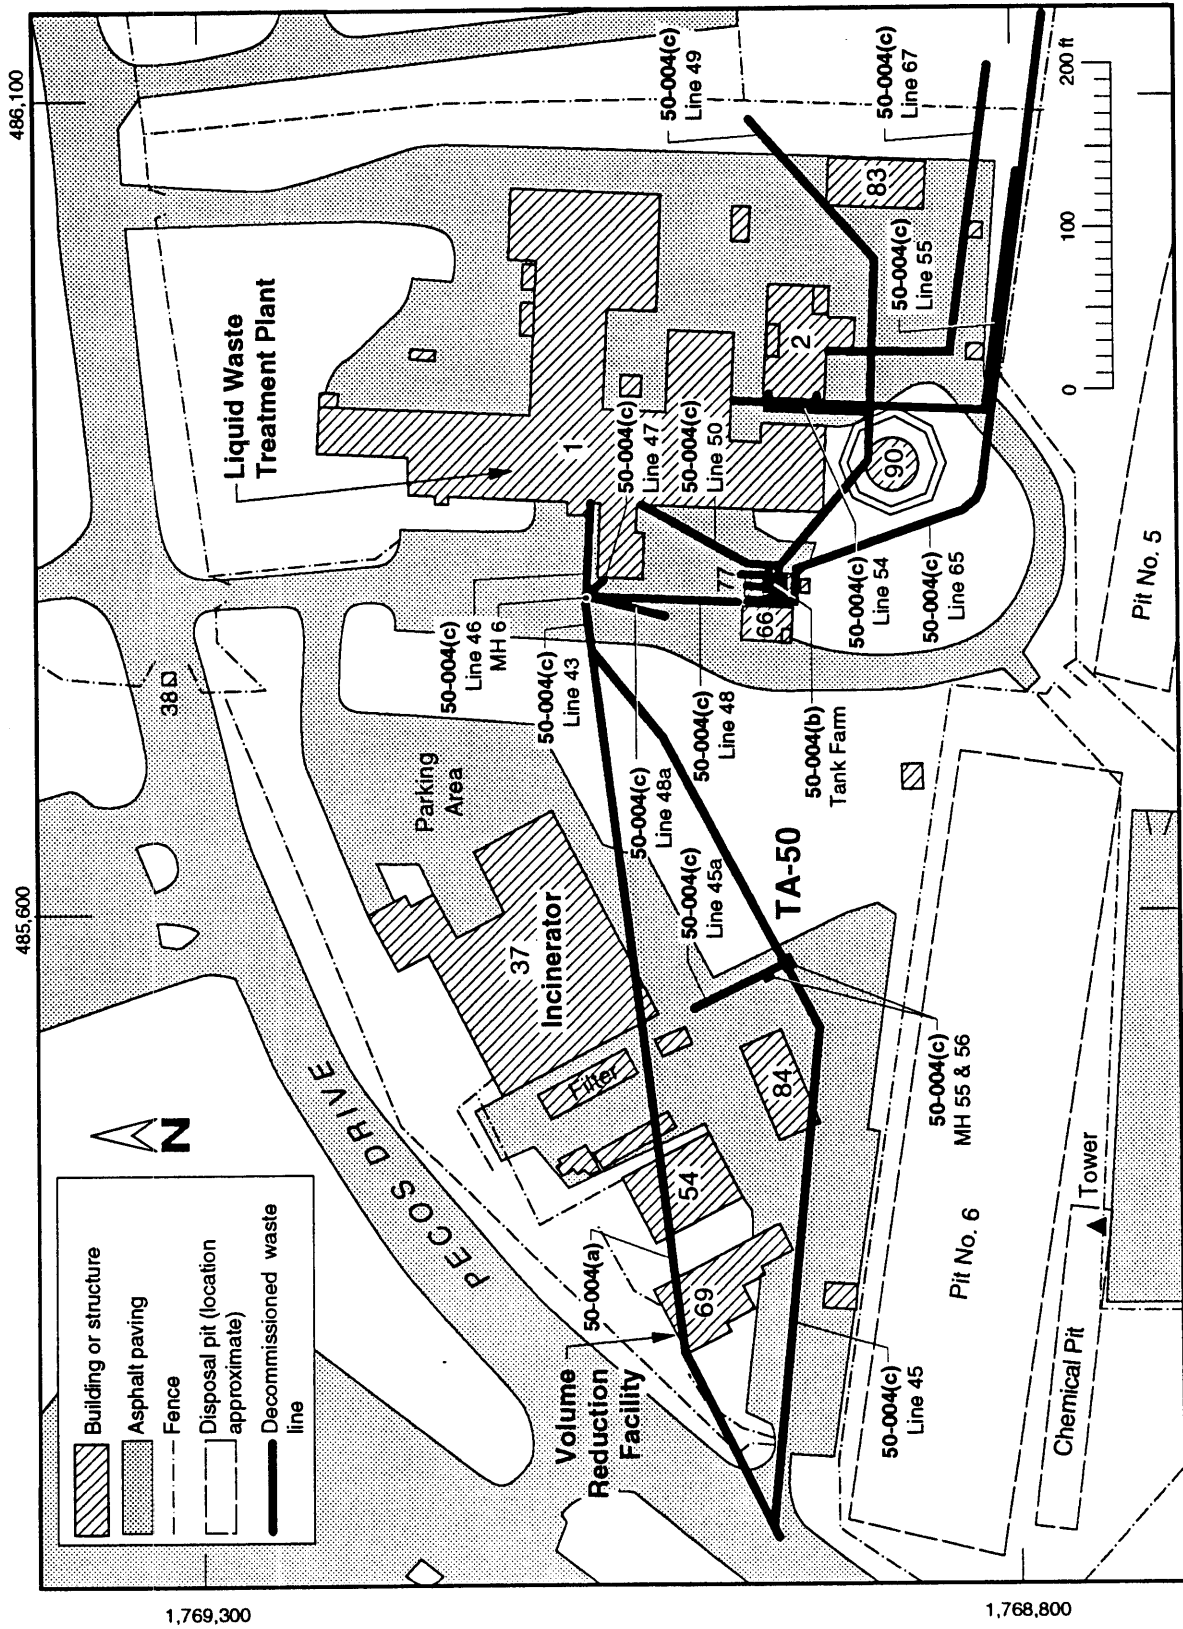 486,100
485,600
1,769,300
1,768,800
Building or structure
Asphalt paving
Fence
Disposal pit (location
approximate)
Decommissioned waste
line
N
PECOS DRIVE
38
Parking
Area
Liquid Waste
Treatment Plant
1
2
83
90
77
66
37
Incinerator
Filter
54
69
84
50-004(a)
Volume
Reduction
Facility
TA-50
50-004(c)
Line 49
50-004(c)
Line 67
50-004(c)
Line 55
50-004(c)
Line 47
50-004(c)
Line 50
50-004(c)
Line 46
MH 6
50-004(c)
Line 43
50-004(c)
Line 48a
50-004(c)
Line 48
50-004(c)
Line 54
50-004(c)
Line 65
50-004(b)
Tank Farm
50-004(c)
Line 45a
50-004(c)
MH 55 & 56
50-004(c)
Line 45
Pit No. 5
Pit No. 6
Chemical Pit
Tower
0
100
200 ft